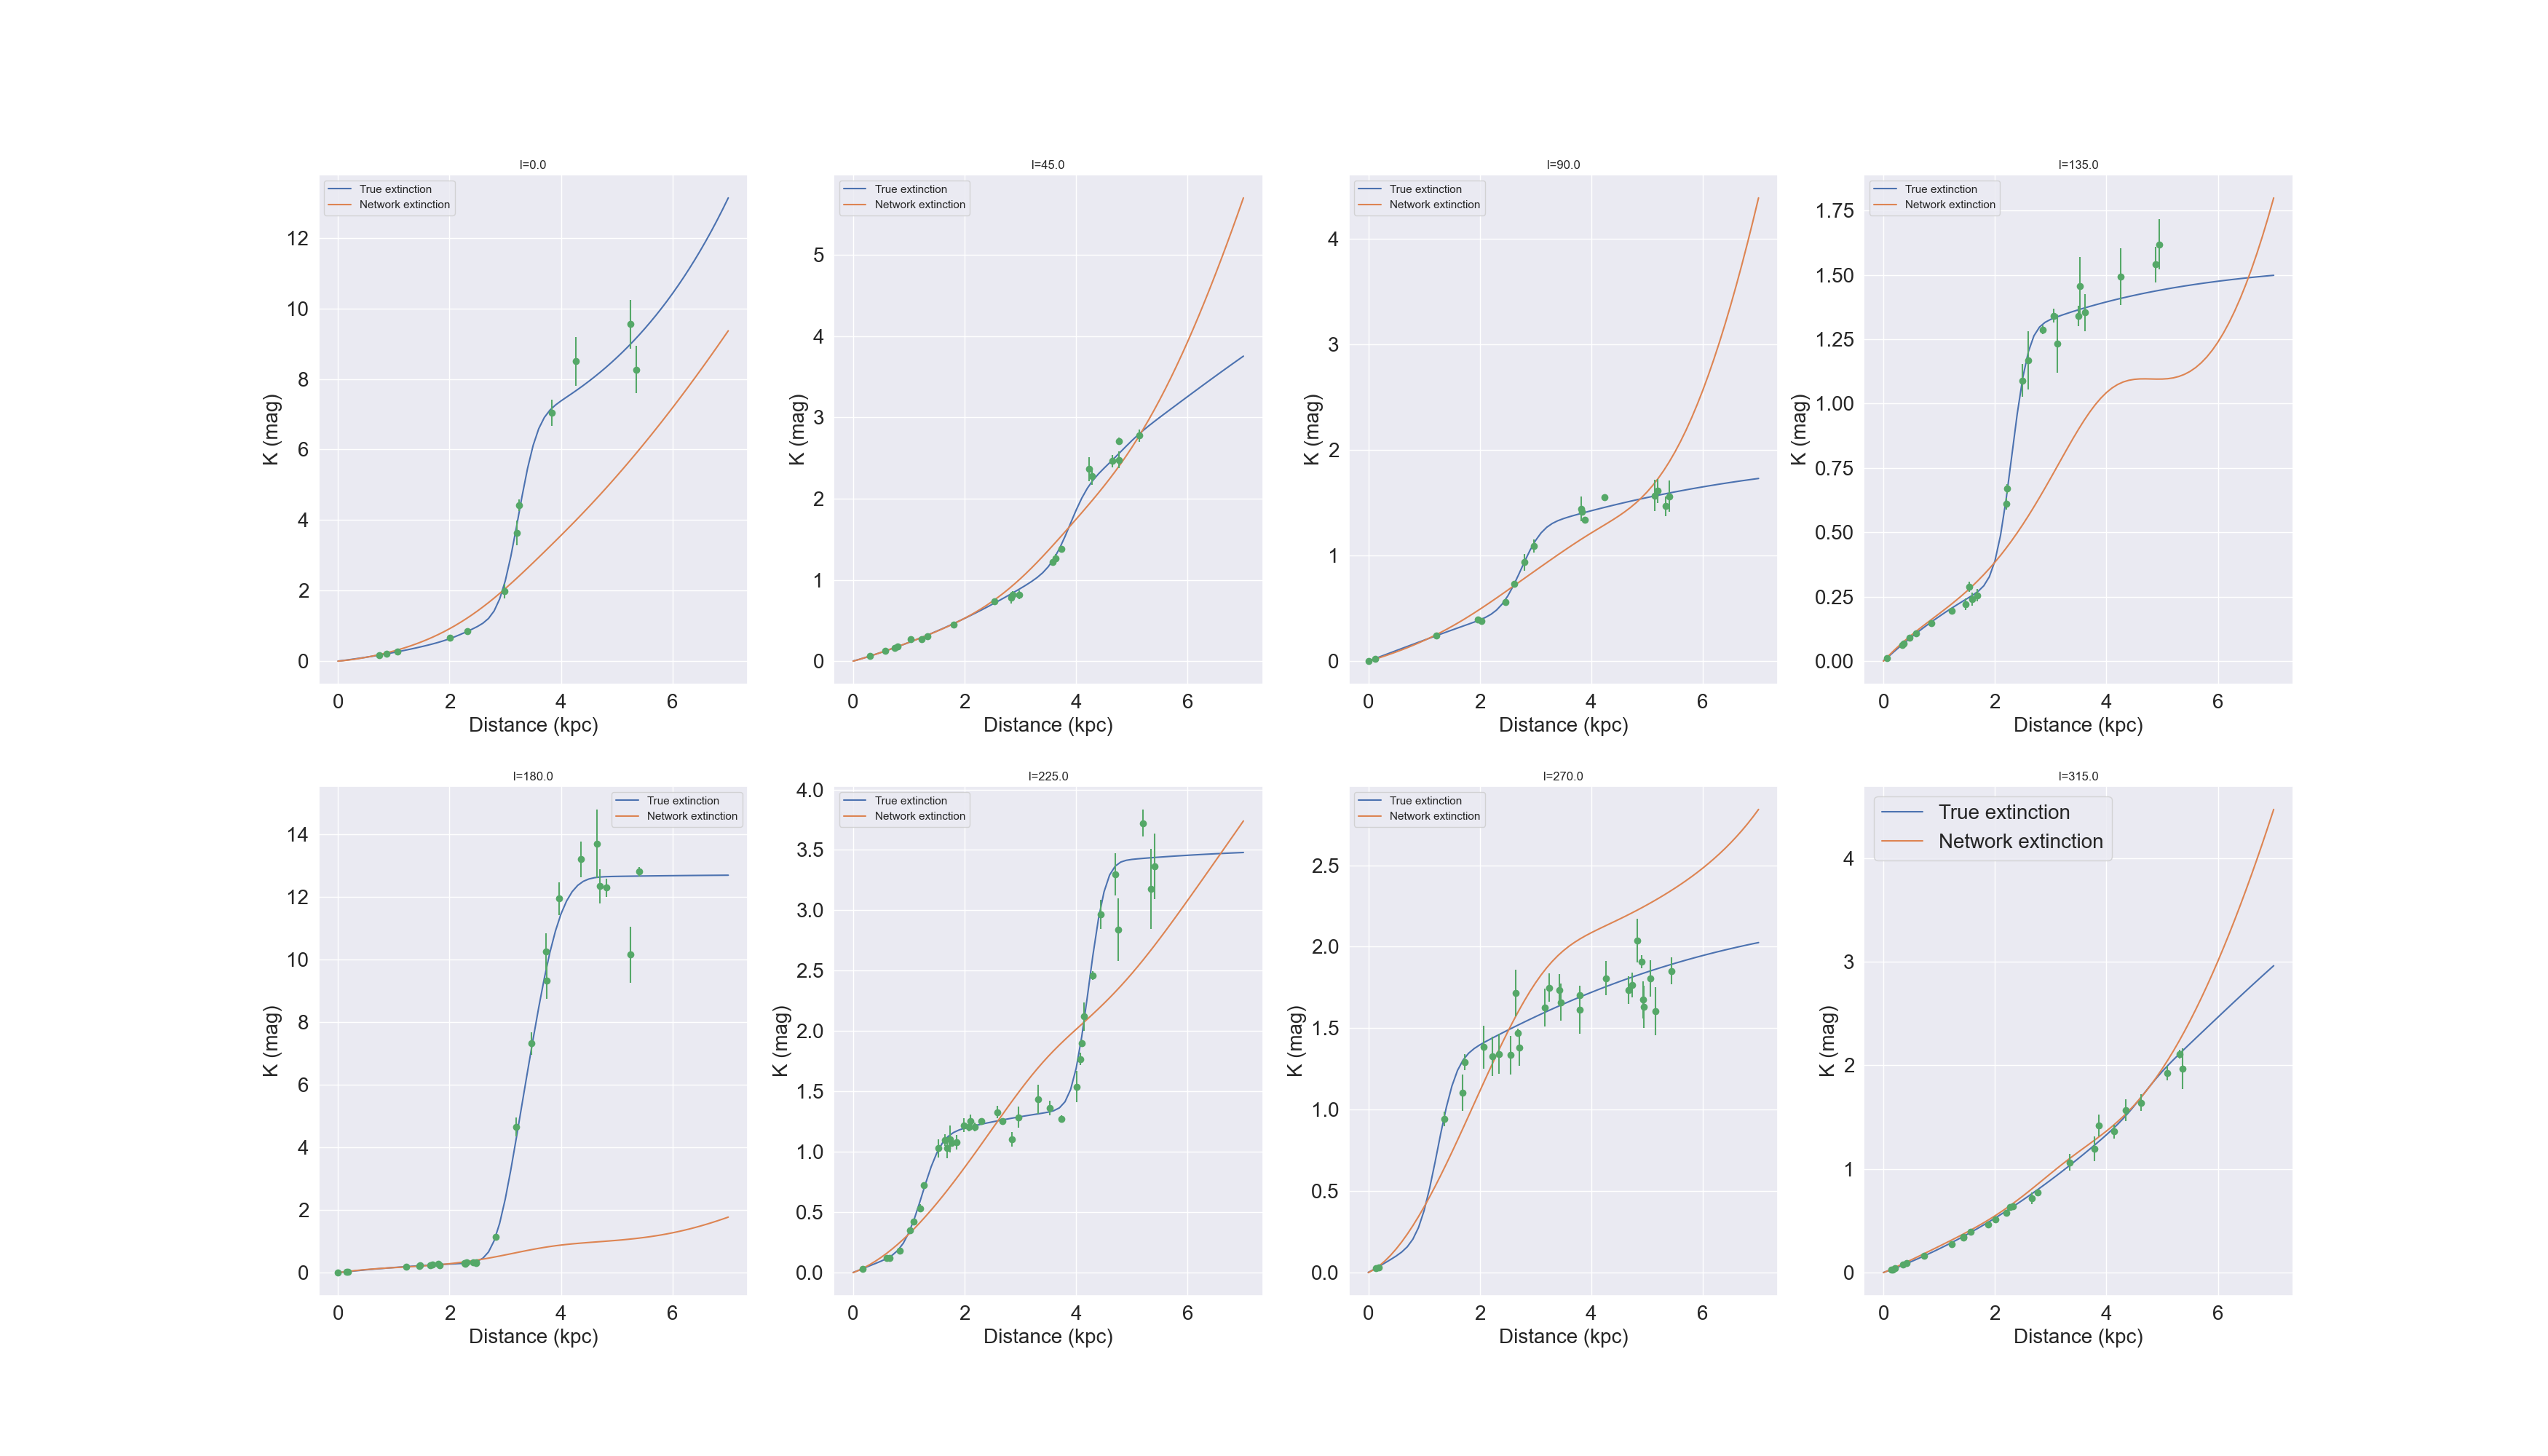 l=0.0
True extinction
Network extinction
12
10
8
6
4
2
0
K (mag)
0 2 4 6
Distance (kpc)
l=45.0
True extinction
Network extinction
5
4
3
2
1
0
K (mag)
0 2 4 6
Distance (kpc)
l=90.0
True extinction
Network extinction
4
3
2
1
0
K (mag)
0 2 4 6
Distance (kpc)
l=135.0
True extinction
Network extinction
1.75
1.50
1.25
1.00
0.75
0.50
0.25
0.00
K (mag)
0 2 4 6
Distance (kpc)
l=180.0
True extinction
Network extinction
14
12
10
8
6
4
2
0
K (mag)
0 2 4 6
Distance (kpc)
l=225.0
True extinction
Network extinction
4.0
3.5
3.0
2.5
2.0
1.5
1.0
0.5
0.0
K (mag)
0 2 4 6
Distance (kpc)
l=270.0
True extinction
Network extinction
2.5
2.0
1.5
1.0
0.5
0.0
K (mag)
0 2 4 6
Distance (kpc)
l=315.0
True extinction
Network extinction
4
3
2
1
0
K (mag)
0 2 4 6
Distance (kpc)